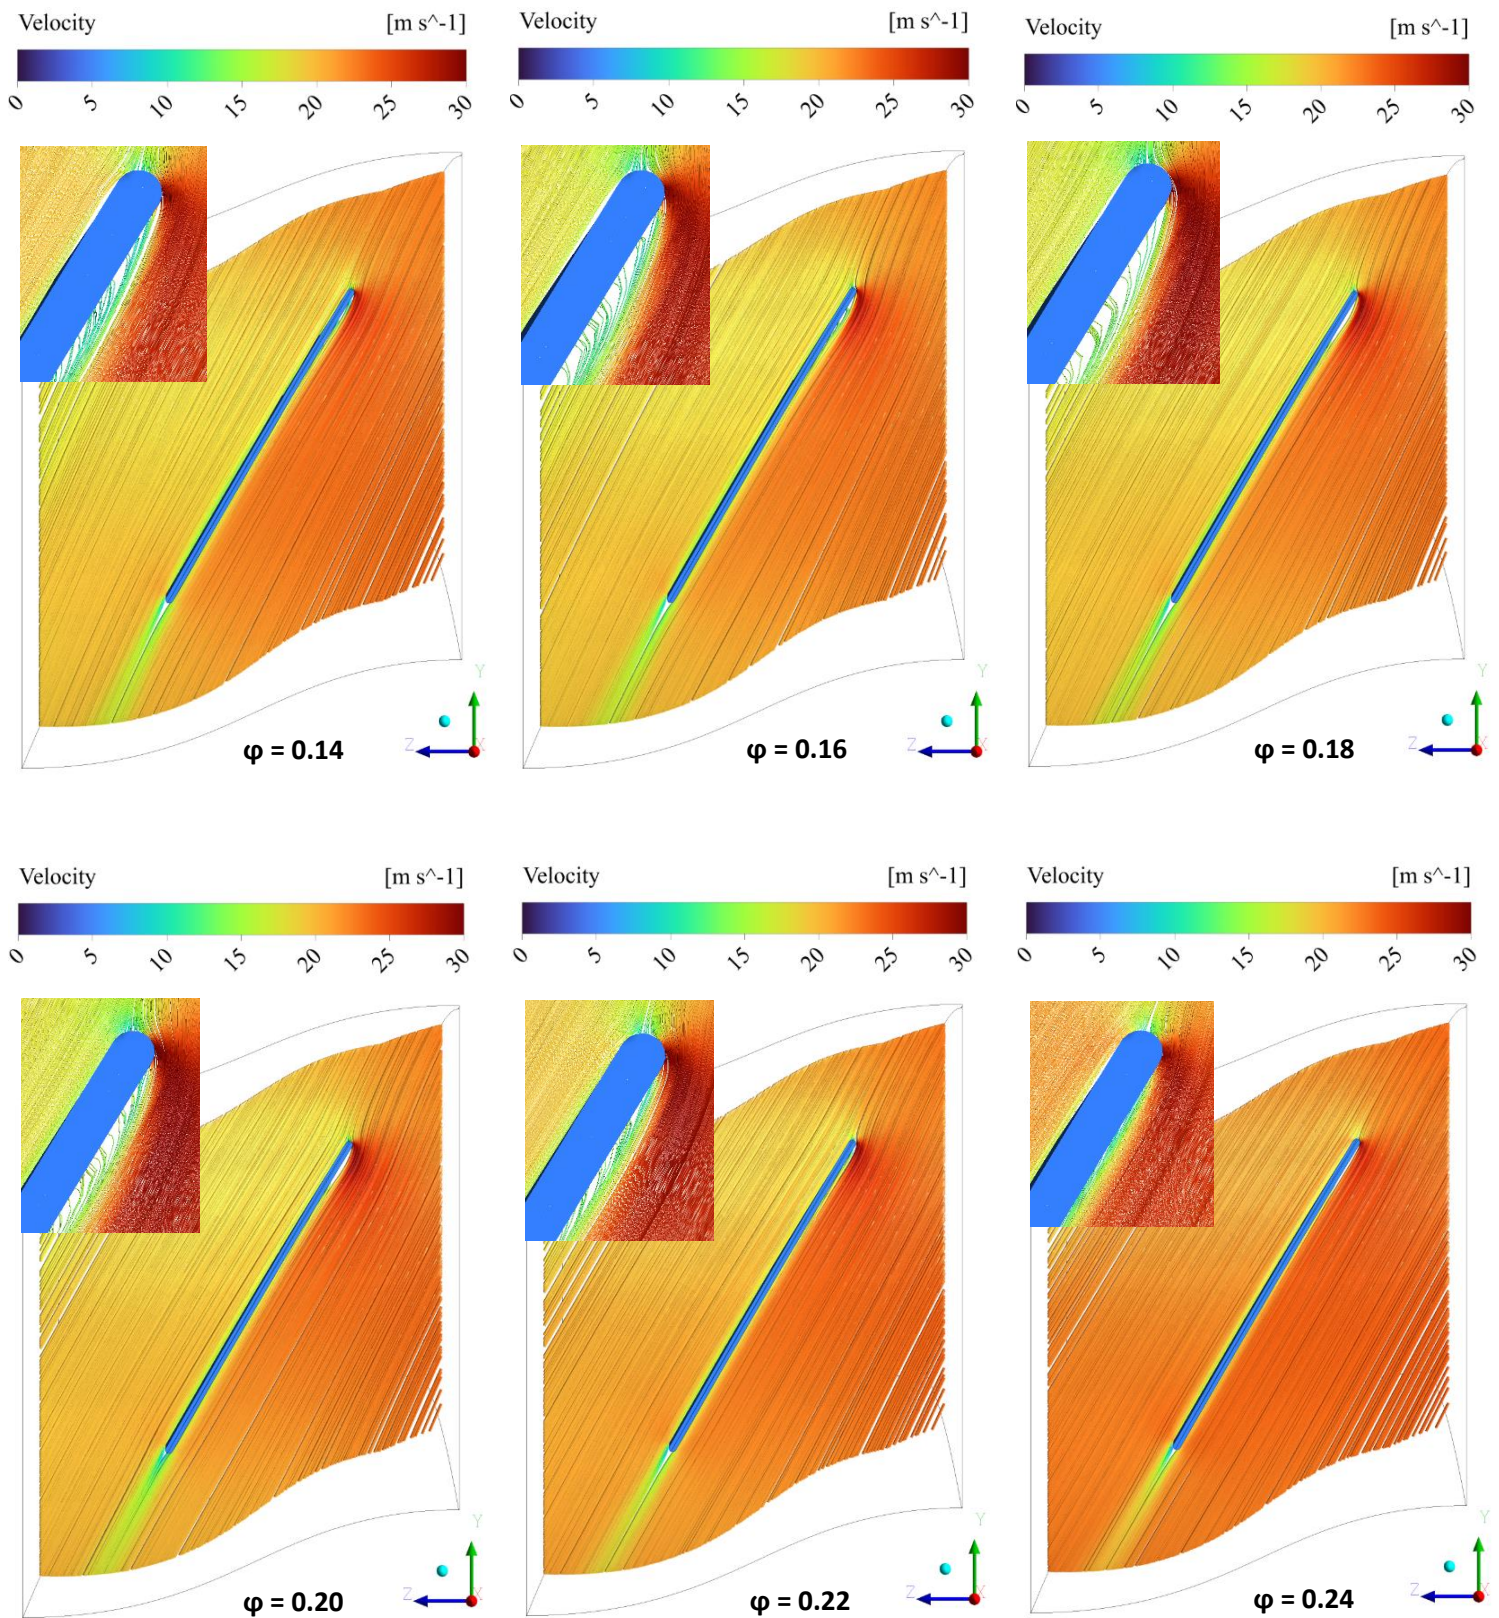 Velocity [m s^-1] Velocity [m s^-1] Velocity [m s^-1]
0 5 10 15 20 25 30 0 5 10 15 20 25 30 0 5 10 15 20 25 30
Y Y Y
Z X Z X Z X
φ = 0.14 φ = 0.16 φ = 0.18
Velocity [m s^-1] Velocity [m s^-1] Velocity [m s^-1]
0 5 10 15 20 25 30 0 5 10 15 20 25 30 0 5 10 15 20 25 30
Y Y Y
Z X Z X Z X
φ = 0.20 φ = 0.22 φ = 0.24